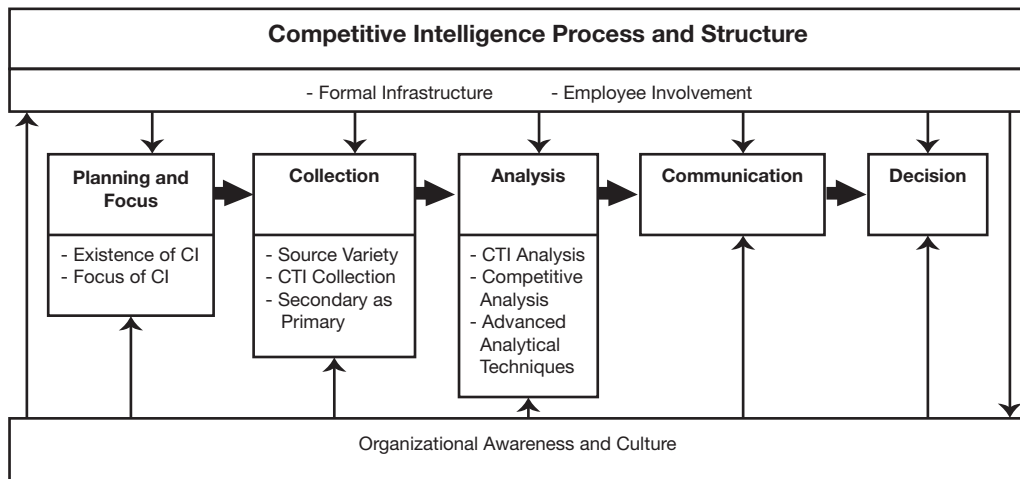 Competitive Intelligence Process and Structure
- Formal Infrastructure - Employee Involvement
Planning and
Focus
- Existence of CI
- Focus of CI
Collection
- Source Variety
- CTI Collection
- Secondary as
Primary
Analysis
- CTI Analysis
- Competitive
Analysis
- Advanced
Analytical
Techniques
Communication
Decision
Organizational Awareness and Culture